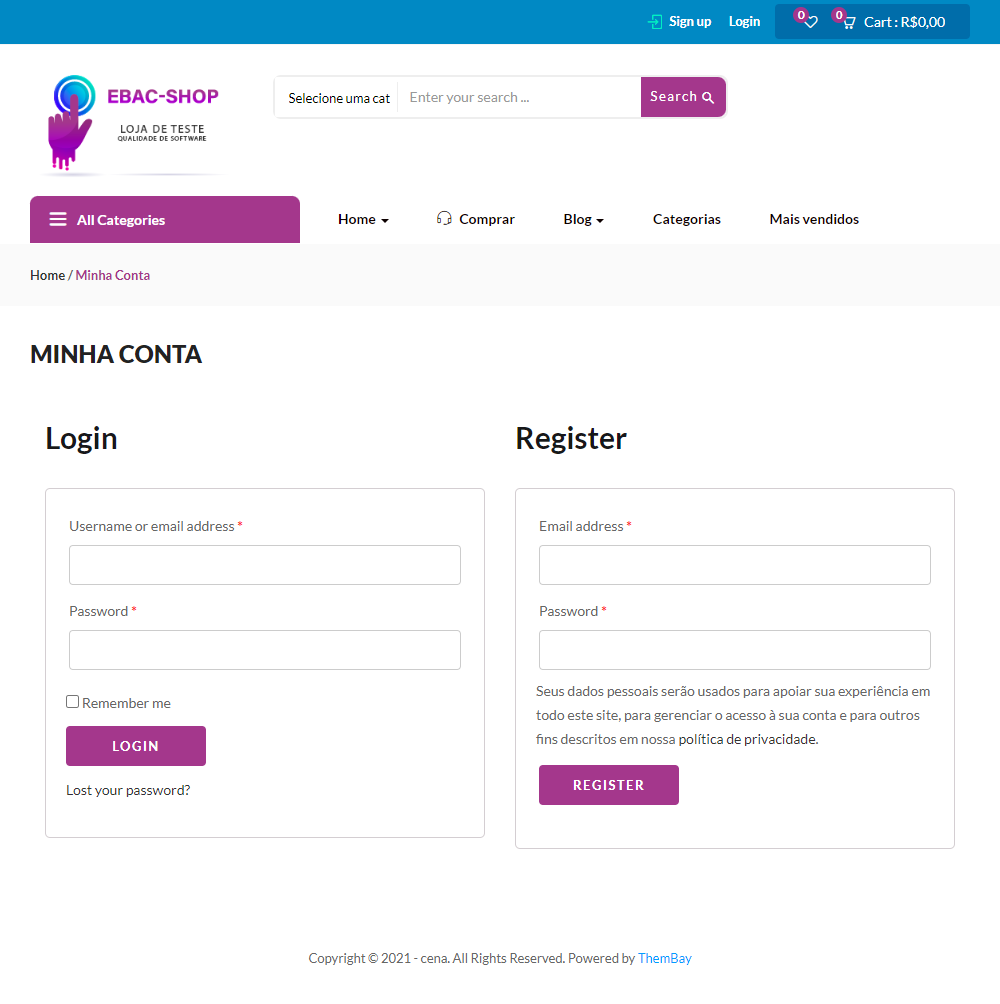 Sign up Login 0 0 Cart : R$0,00
EBAC-SHOP
LOJA DE TESTE
QUALIDADE DE SOFTWARE
Selecione uma cat Enter your search ... Search
All Categories Home Comprar Blog Categorias Mais vendidos
Home / Minha Conta
MINHA CONTA
Login
Username or email address *
Password *
Remember me
LOGIN
Lost your password?
Register
Email address *
Password *
Seus dados pessoais serão usados para apoiar sua experiência em
todo este site, para gerenciar o acesso à sua conta e para outros
fins descritos em nossa política de privacidade.
REGISTER
Copyright © 2021 - cena. All Rights Reserved. Powered by ThemBay